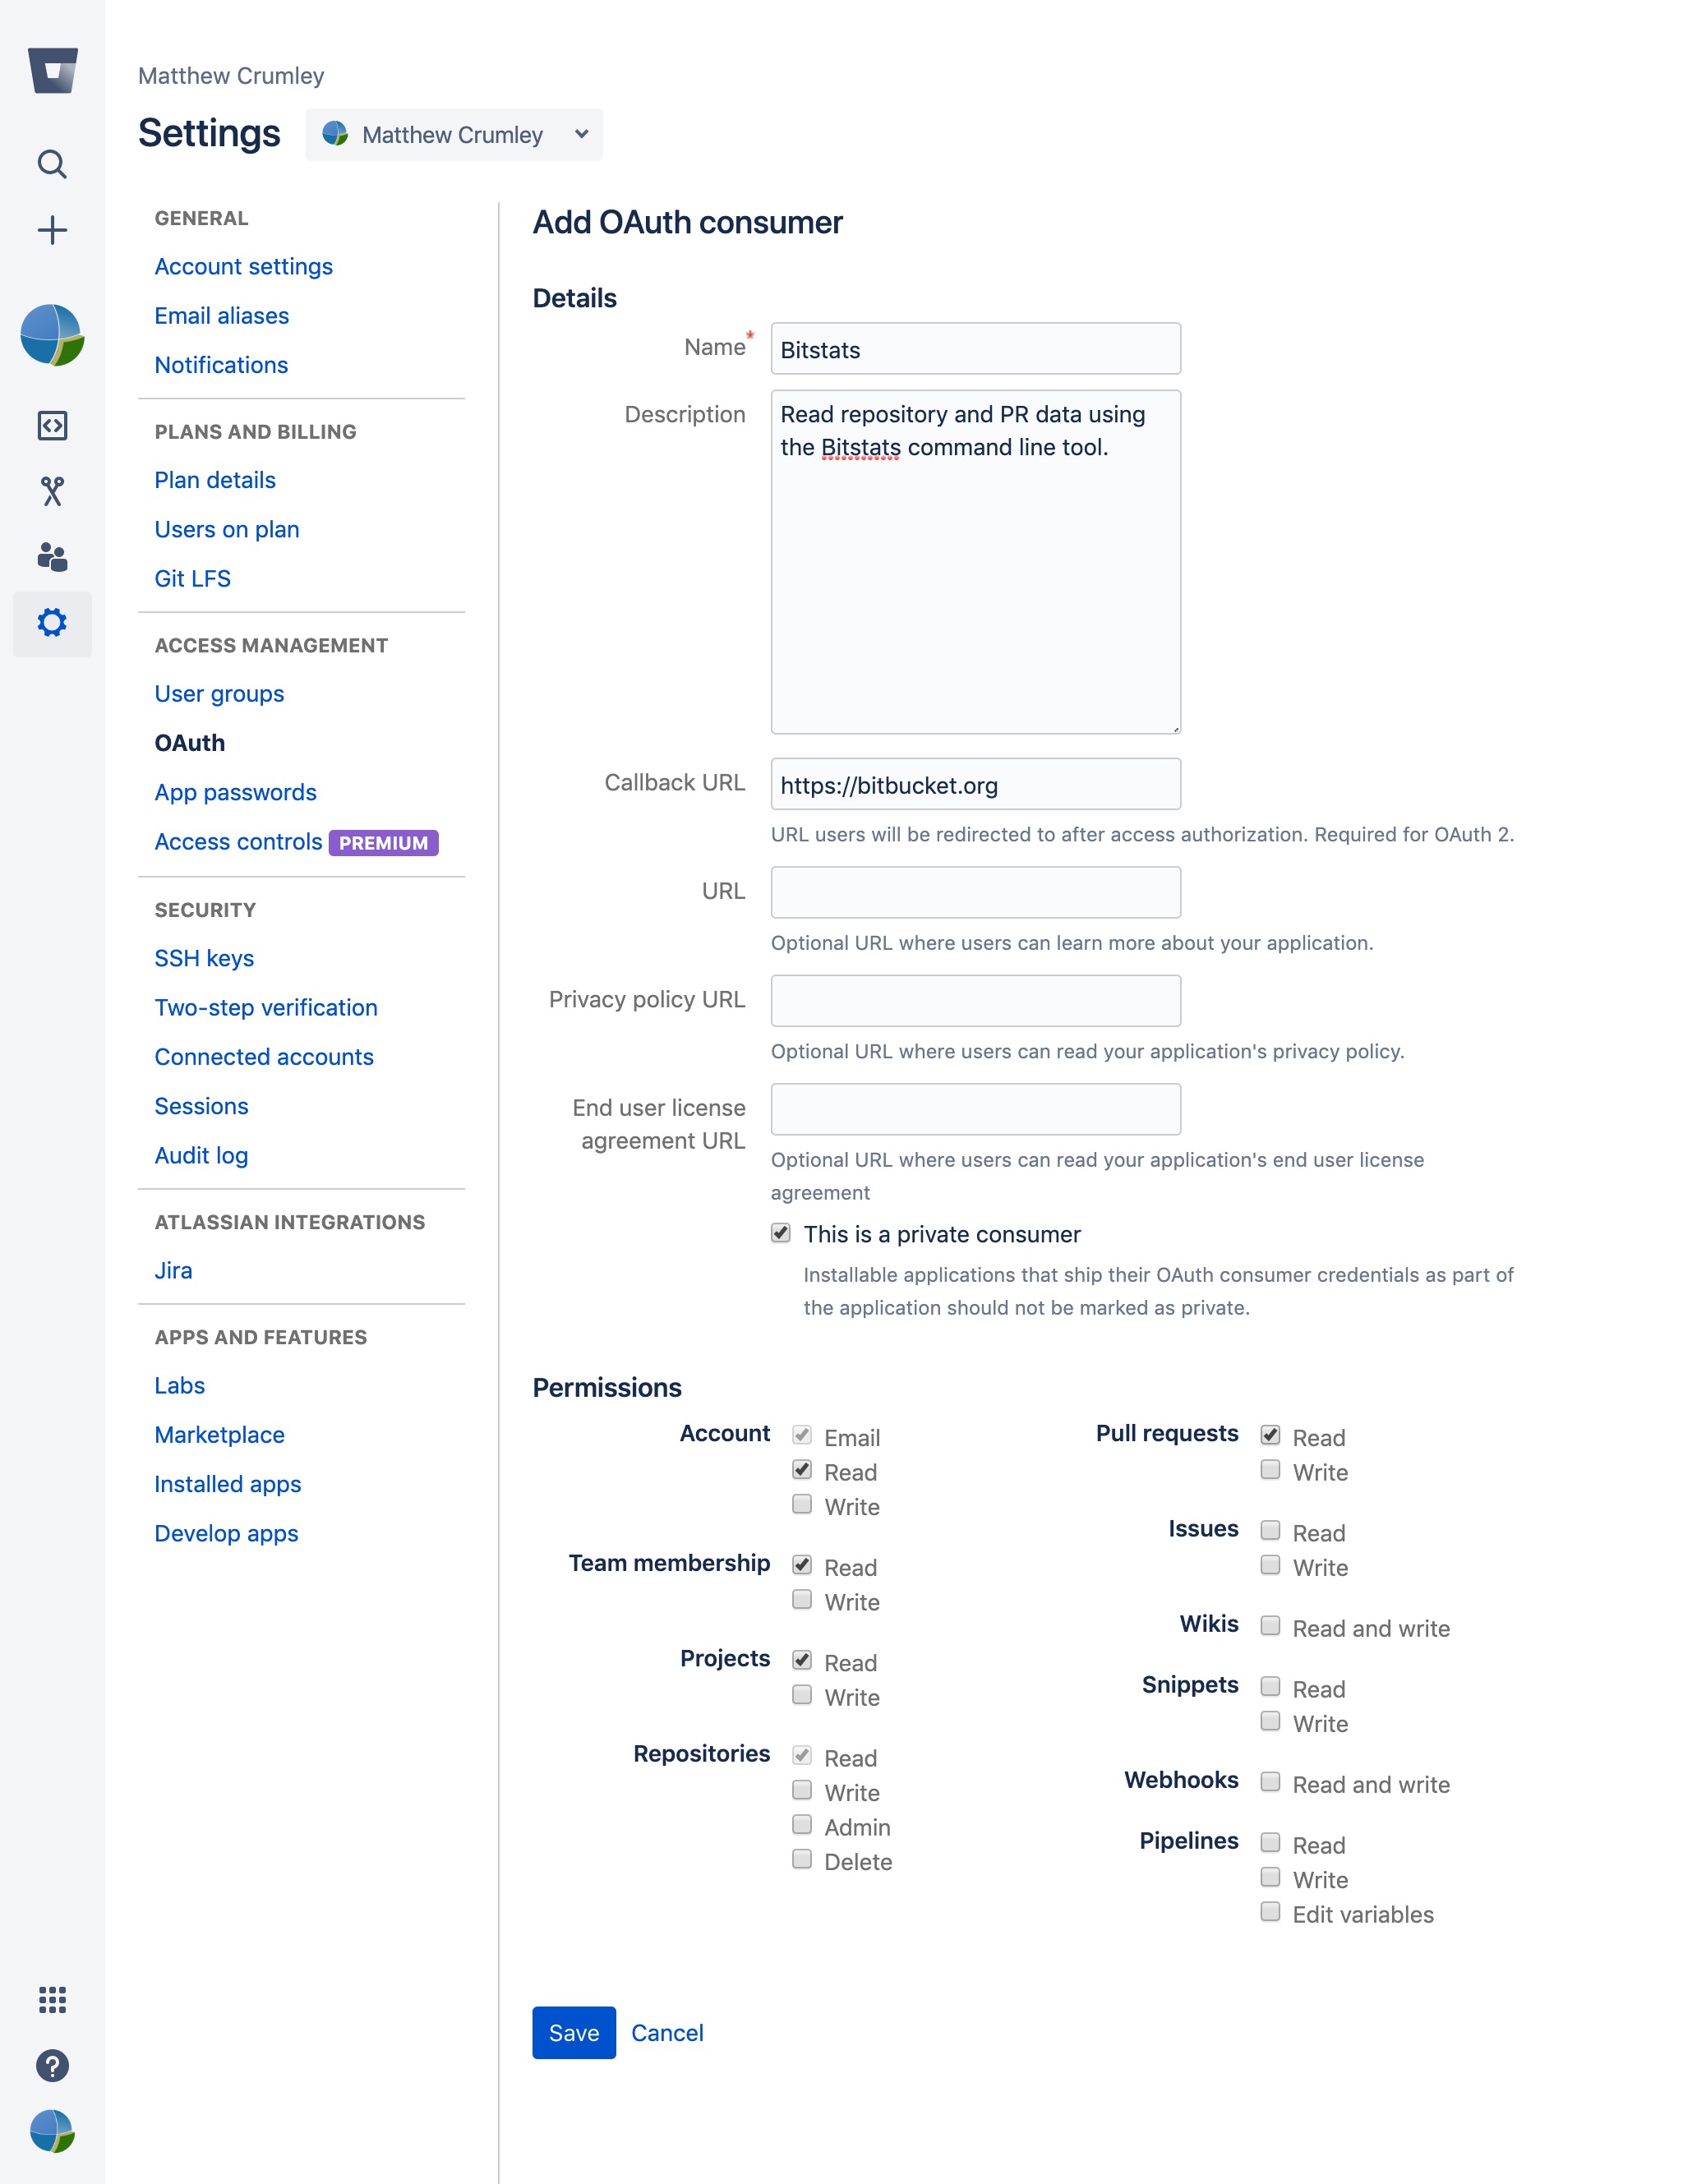 Matthew Crumley
Settings
Matthew Crumley
GENERAL
Account settings
Email aliases
Notifications
PLANS AND BILLING
Plan details
Users on plan
Git LFS
ACCESS MANAGEMENT
User groups
OAuth
App passwords
Access controls PREMIUM
SECURITY
SSH keys
Two-step verification
Connected accounts
Sessions
Audit log
ATLASSIAN INTEGRATIONS
Jira
APPS AND FEATURES
Labs
Marketplace
Installed apps
Develop apps
Add OAuth consumer
Details
Name* Bitstats
Description
Read repository and PR data using
the Bitstats command line tool.
Callback URL https://bitbucket.org
URL users will be redirected to after access authorization. Required for OAuth 2.
URL
Optional URL where users can learn more about your application.
Privacy policy URL
Optional URL where users can read your application's privacy policy.
End user license
agreement URL
Optional URL where users can read your application's end user license
agreement
This is a private consumer
Installable applications that ship their OAuth consumer credentials as part of
the application should not be marked as private.
Permissions
Account
Email
Read
Write
Team membership
Read
Write
Projects
Read
Write
Repositories
Read
Write
Admin
Delete
Pull requests
Read
Write
Issues
Read
Write
Wikis
Read and write
Snippets
Read
Write
Webhooks
Read and write
Pipelines
Read
Write
Edit variables
Save Cancel